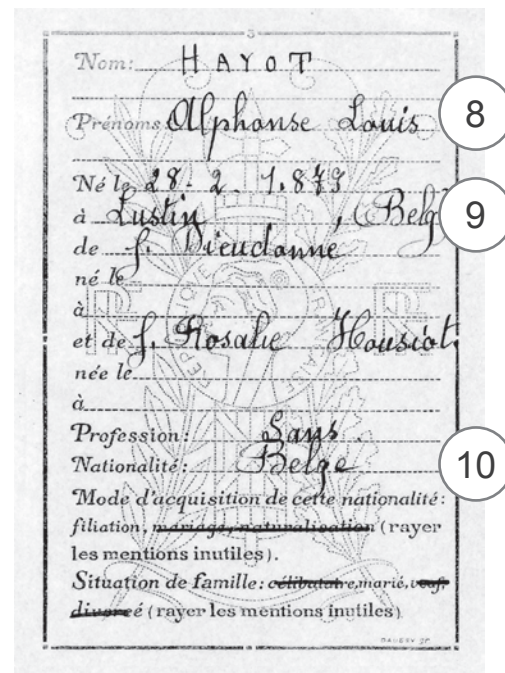 3
Nom: HAYOT
Prénoms: Alphonse Louis
8
Né le 28-2.1.879
à Lustin, (Belg
9
de f. Dieudonne
né le
à
et de f. Rosalie Housiot.
née le
à
Profession: Sans
Nationalité: Belge
10
Mode d'acquisition de cette nationalité:
filiation, mariage, naturalisation (rayer
les mentions inutiles).
Situation de famille: célibataire, marié, veuf,
divorcé (rayer les mentions inutiles)